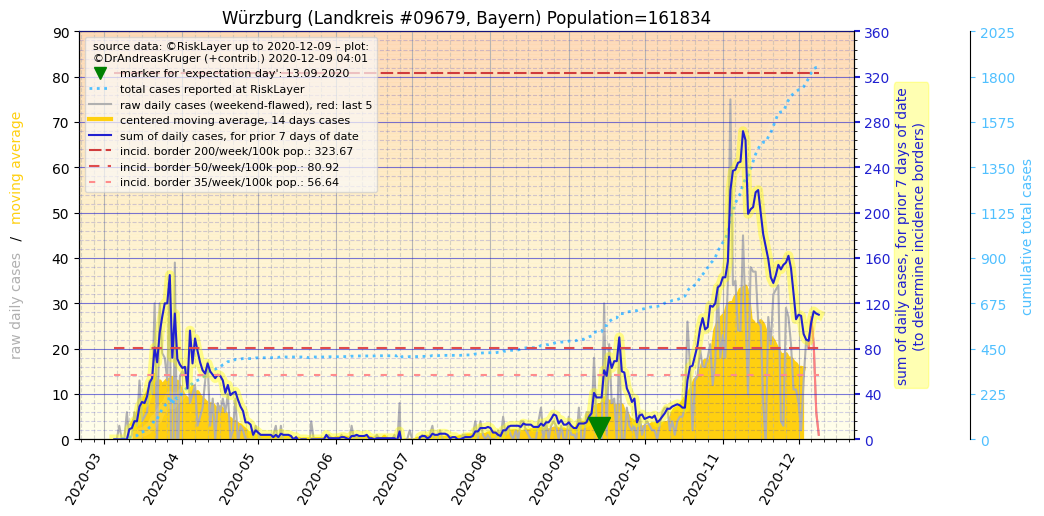 Würzburg (Landkreis #09679, Bayern) Population=161834
source data: ©RiskLayer up to 2020-12-09 – plot:
©DrAndreasKruger (+contrib.) 2020-12-09 04:01
marker for 'expectation day': 13.09.2020
total cases reported at RiskLayer
raw daily cases (weekend-flawed), red: last 5
centered moving average, 14 days cases
sum of daily cases, for prior 7 days of date
incid. border 200/week/100k pop.: 323.67
incid. border 50/week/100k pop.: 80.92
incid. border 35/week/100k pop.: 56.64
raw daily cases / moving average
90
80
70
60
50
40
30
20
10
0
360
320
280
240
200
160
120
80
40
0
sum of daily cases, for prior 7 days of date
(to determine incidence borders)
2025
1800
1575
1350
1125
900
675
450
225
0
cumulative total cases
2020-03
2020-04
2020-05
2020-06
2020-07
2020-08
2020-09
2020-10
2020-11
2020-12